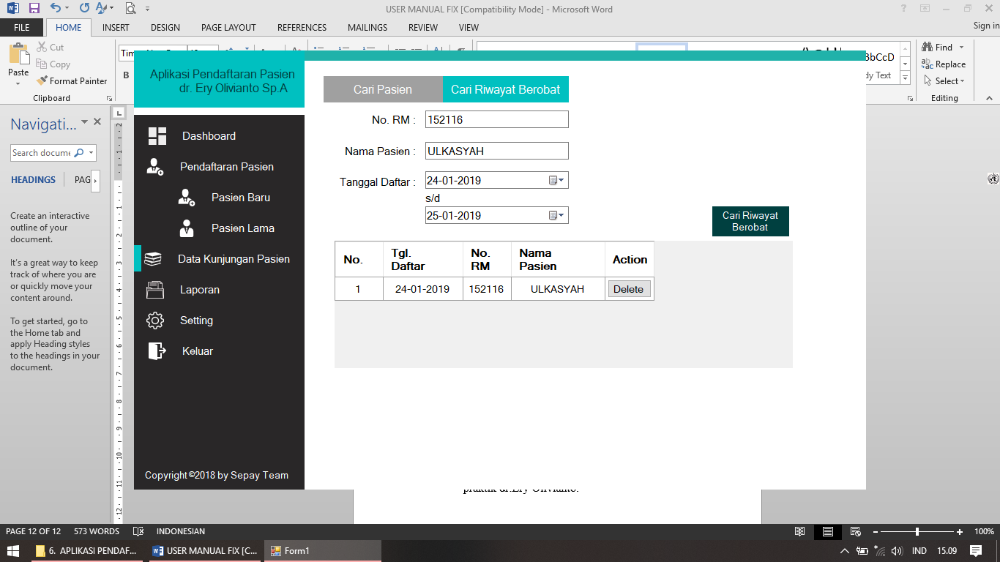 USER MANUAL FIX [Compatibility Mode] - Microsoft Word
FILE HOME INSERT DESIGN PAGE LAYOUT REFERENCES MAILINGS REVIEW VIEW Sign in
Paste
Cut
Copy
Format Painter
Clipboard
B
Find
Replace
Select
Editing
Aplikasi Pendaftaran Pasien
dr. Ery Olivianto Sp.A
Dashboard
Pendaftaran Pasien
Pasien Baru
Pasien Lama
Data Kunjungan Pasien
Laporan
Setting
Keluar
Copyright©2018 by Sepay Team
Cari Pasien Cari Riwayat Berobat
No. RM : 152116
Nama Pasien : ULKASYAH
Tanggal Daftar : 24-01-2019
s/d
25-01-2019
Cari Riwayat
Berobat
No. Tgl. Daftar No. RM Nama Pasien Action
1 24-01-2019 152116 ULKASYAH Delete
Navigati...
HEADINGS PAG
Create an interactive
outline of your
document.
It's a great way to keep
track of where you are
or quickly move your
content around.
To get started, go to
the Home tab and
apply Heading styles
to the headings in your
document.
praktik dr.Ery Olivianto.
PAGE 12 OF 12 573 WORDS INDONESIAN 100%
6. APLIKASI PENDAF... USER MANUAL FIX [C... Form1 IND 15.09